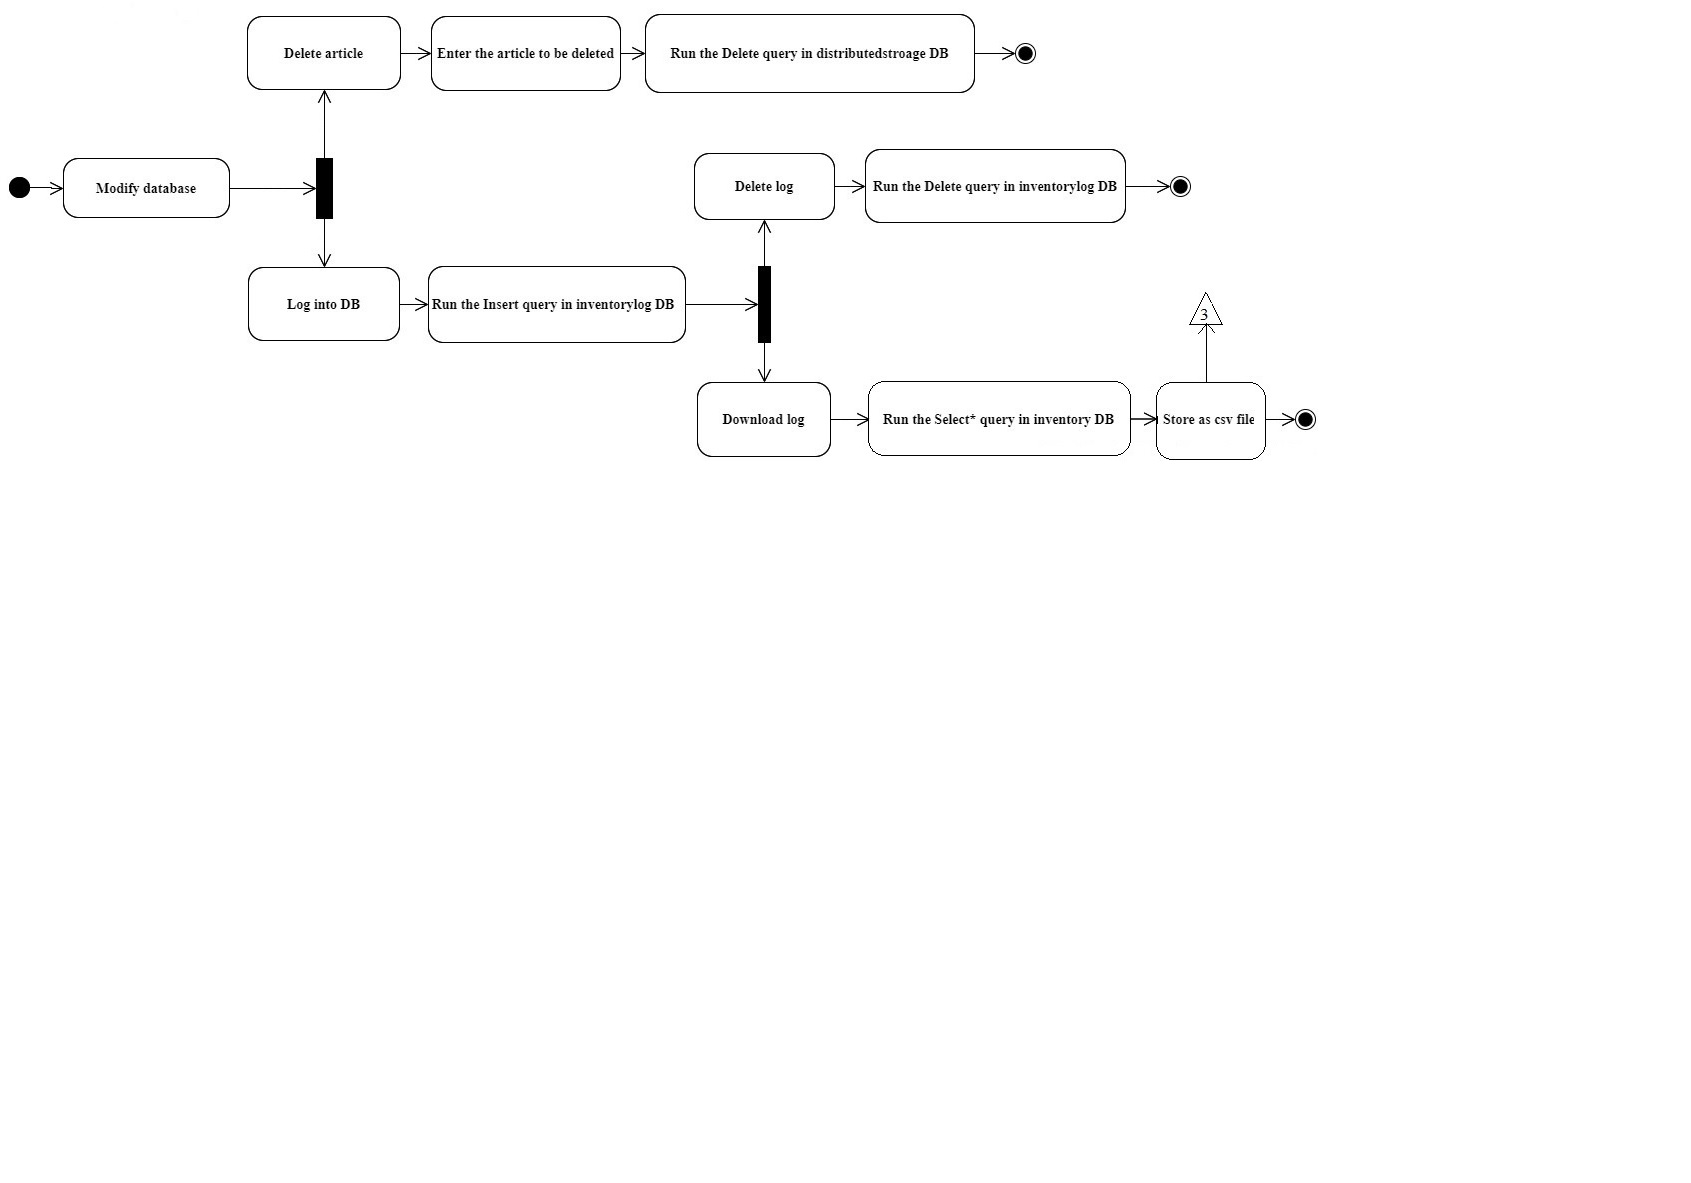 Delete article
Enter the article to be deleted
Run the Delete query in distributedstroage DB
Modify database
Delete log
Run the Delete query in inventorylog DB
Log into DB
Run the Insert query in inventorylog DB
3
Download log
Run the Select* query in inventory DB
Store as csv file